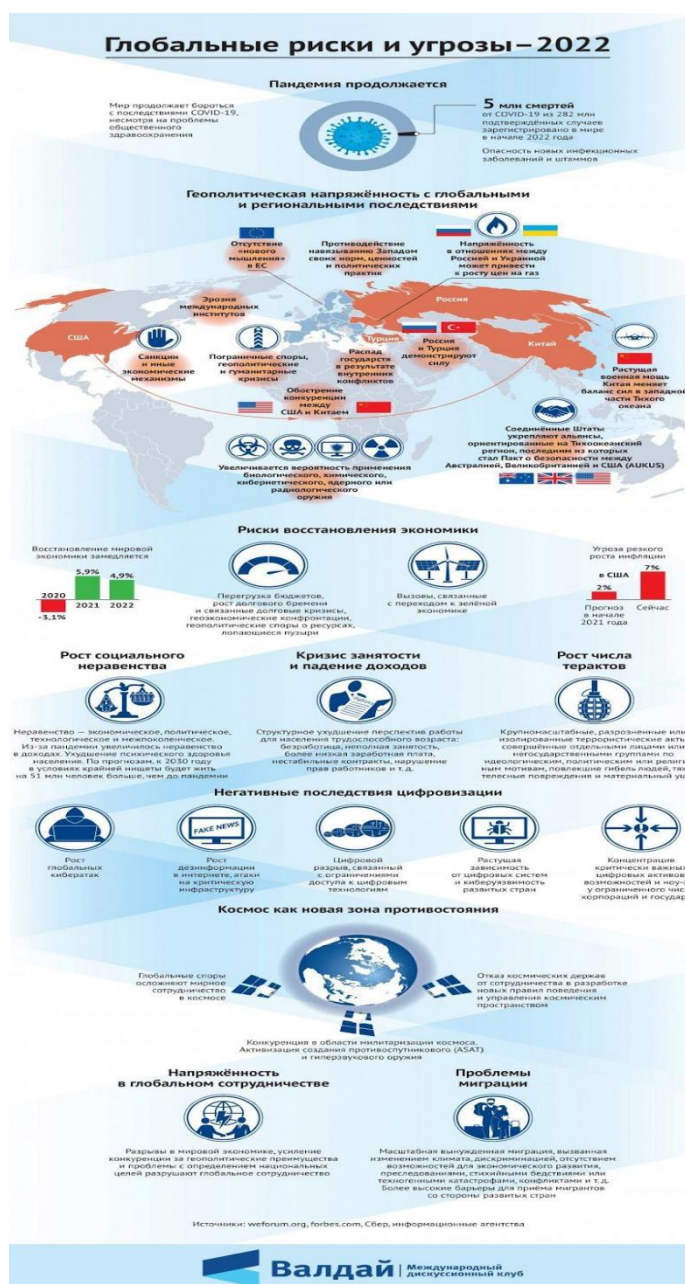 Глобальные риски и угрозы–2022
Пандемия продолжается
Мир продолжает бороться
с последствиями COVID-19,
несмотря на проблемы
общественного
здравоохранения
5 млн смертей
от COVID-19 из 282 млн
подтверждённых случаев
зарегистрировано в мире
в начале 2022 года
Опасность новых инфекционных
заболеваний и штаммов
Геополитическая напряжённость с глобальными
и региональными последствиями
Отсутствие
«нового
мышления»
в ЕС
Противодействие
навязыванию Западом
своих норм, ценностей
и политических
практик
Напряжённость
в отношениях между
Россией и Украиной
может привести
к росту цен на газ
Эрозия
международных
институтов
Россия
США
Турция
Китай
Санкции
и иные
экономические
механизмы
Пограничные споры,
геополитические
и гуманитарные
кризисы
Распад
государств
в результате
внутренних
конфликтов
Россия
и Турция
демонстрируют
силу
Растущая
военная мощь
Китая меняет
баланс сил в западной
части Тихого
океана
Обострение
конкуренции
между
США и Китаем
Соединённые Штаты
укрепляют альянсы,
ориентированные на Тихоокеанский
регион, последним из которых
стал Пакт о безопасности между
Австралией, Великобританией и США (AUKUS)
Увеличивается вероятность применения
биологического, химического,
кибернетического, ядерного или
радиологического
оружия
Риски восстановления экономики
Восстановление мировой
экономики замедляется
2020
-3,1%
5,9%
2021
4,9%
2022
Перегрузка бюджетов,
рост долгового бремени
и связанные долговые кризисы,
геоэкономические конфронтации,
геополитические споры о ресурсах,
лопающиеся пузыри
Вызовы, связанные
с переходом к зелёной
экономике
Угроза резкого
роста инфляции
в США
2%
7%
Прогноз
в начале
2021 года
Сейчас
Рост социального
неравенства
Неравенство — экономическое, политическое,
технологическое и межпоколенческое.
Из-за пандемии увеличилось неравенство
в доходах. Ухудшение психического здоровья
населения. По прогнозам, к 2030 году
в условиях крайней нищеты будет жить
на 51 млн человек больше, чем до пандемии
Кризис занятости
и падение доходов
Структурное ухудшение перспектив работы
для населения трудоспособного возраста:
безработица, неполная занятость,
более низкая заработная плата,
нестабильные контракты, нарушение
прав работников и т. д.
Рост числа
терактов
Крупномасштабные, разрозненные или
изолированные террористические акты
совершённые отдельными лицами или
негосударственными группами по
идеологическим, политическим или религи
ным мотивам, повлекшие гибель людей, тяж
телесные повреждения и материальный ущ
Негативные последствия цифровизации
Рост
глобальных
кибератак
FAKE NEWS
Рост
дезинформации
в интернете, атаки
на критическую
инфраструктуру
Цифровой
разрыв, связанный
с ограничениями
доступа к цифровым
технологиям
Растущая
зависимость
от цифровых систем
и киберуязвимость
развитых стран
Концентрация
критически важных
цифровых активов
возможностей и ноу-х
у ограниченного числ
корпораций и государ
Космос как новая зона противостояния
Глобальные споры
осложняют мирное
сотрудничество
в космосе
Отказ космических держав
от сотрудничества в разработке
новых правил поведения
и управления космическим
пространством
Конкуренция в области милитаризации космоса.
Активизация создания противоспутникового (ASAT)
и гиперзвукового оружия
Напряжённость
в глобальном сотрудничестве
Разрывы в мировой экономике, усиление
конкуренции за геополитические преимущества
и проблемы с определением национальных
целей разрушают глобальное сотрудничество
Проблемы
миграции
Масштабная вынужденная миграция, вызванная
изменением климата, дискриминацией, отсутствием
возможностей для экономического развития,
преследованиями, стихийными бедствиями или
техногенными катастрофами, конфликтами и т. д.
Более высокие барьеры для приёма мигрантов
со стороны развитых стран
Источники: weforum.org, forbes.com, Сбер, информационные агентства
Валдай
Международный
дискуссионный клуб